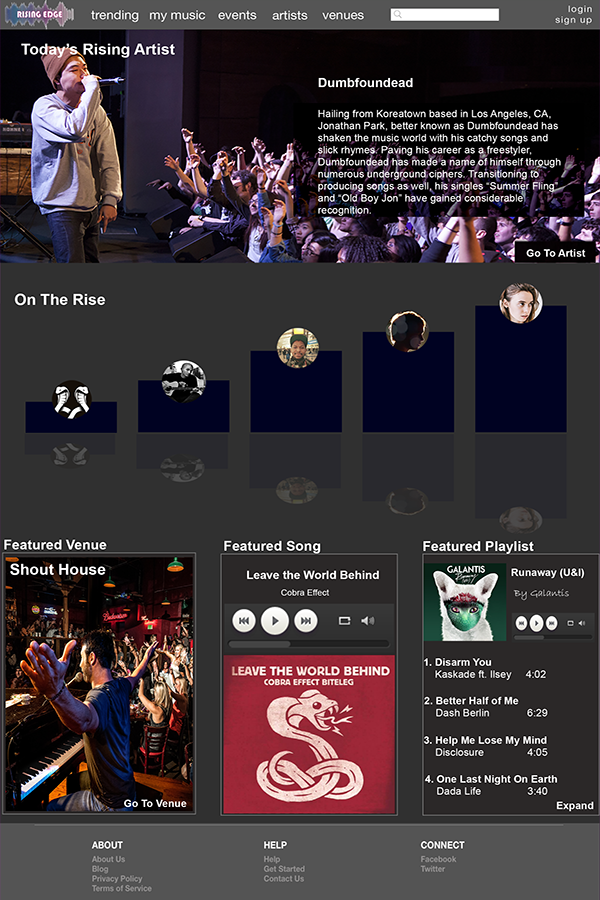 RISING EDGE
trending my music events artists venues
login
sign up
Today's Rising Artist
Dumbfoundead
Hailing from Koreatown based in Los Angeles, CA,
Jonathan Park, better known as Dumbfoundead has
shaken the music world with his catchy songs and
slick rhymes. Paving his career as a freestyler,
Dumbfoundead has made a name of himself through
numerous underground ciphers. Transitioning to
producing songs as well, his singles “Summer Fling”
and “Old Boy Jon” have gained considerable
recognition.
Go To Artist
On The Rise
Featured Venue
Shout House
Go To Venue
Featured Song
Leave the World Behind
Cobra Effect
LEAVE THE WORLD BEHIND
COBRA EFFECT BITELEG
Featured Playlist
GALANTIS
Runaway (U&I)
By Galantis
1. Disarm You
Kaskade ft. Ilsey 4:02
2. Better Half of Me
Dash Berlin 6:29
3. Help Me Lose My Mind
Disclosure 4:05
4. One Last Night On Earth
Dada Life 3:40
Expand
ABOUT
About Us
Blog
Privacy Policy
Terms of Service
HELP
Help
Get Started
Contact Us
CONNECT
Facebook
Twitter